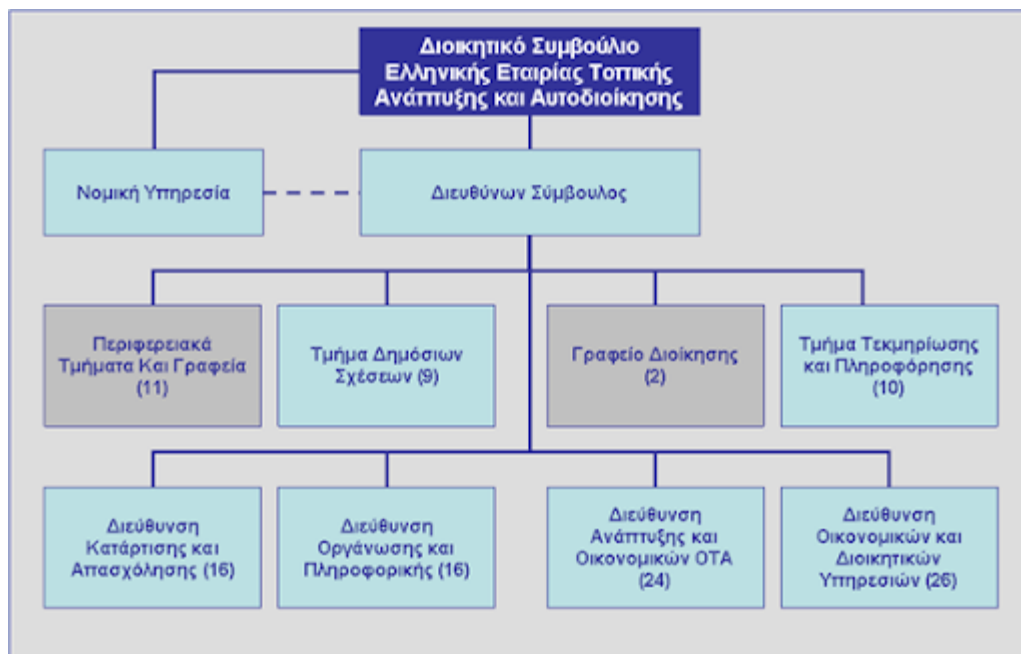 Διοικητικό Συμβούλιο
Ελληνικής Εταιρίας Τοπικής
Ανάπτυξης και Αυτοδιοίκησης
Νομική Υπηρεσία
Διευθύνων Σύμβουλος
Περιφερειακά
Τμήματα Και Γραφεία
(11)
Τμήμα Δημόσιων
Σχέσεων (9)
Γραφείο Διοίκησης
(2)
Τμήμα Τεκμηρίωσης
και Πληροφόρησης
(10)
Διεύθυνση
Κατάρτισης και
Απασχόλησης (16)
Διεύθυνση
Οργάνωσης και
Πληροφορικής (16)
Διεύθυνση
Ανάπτυξης και
Οικονομικών ΟΤΑ
(24)
Διεύθυνση
Οικονομικών και
Διοικητικών
Υπηρεσιών (26)